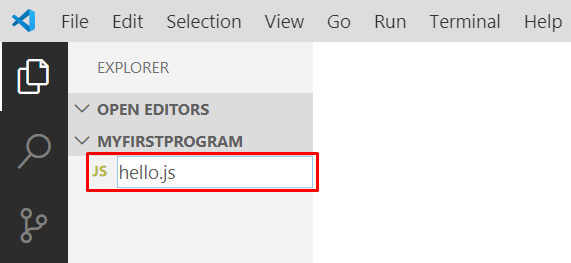 File Edit Selection View Go Run Terminal Help
EXPLORER
OPEN EDITORS
MYFIRSTPROGRAM
JS hello.js